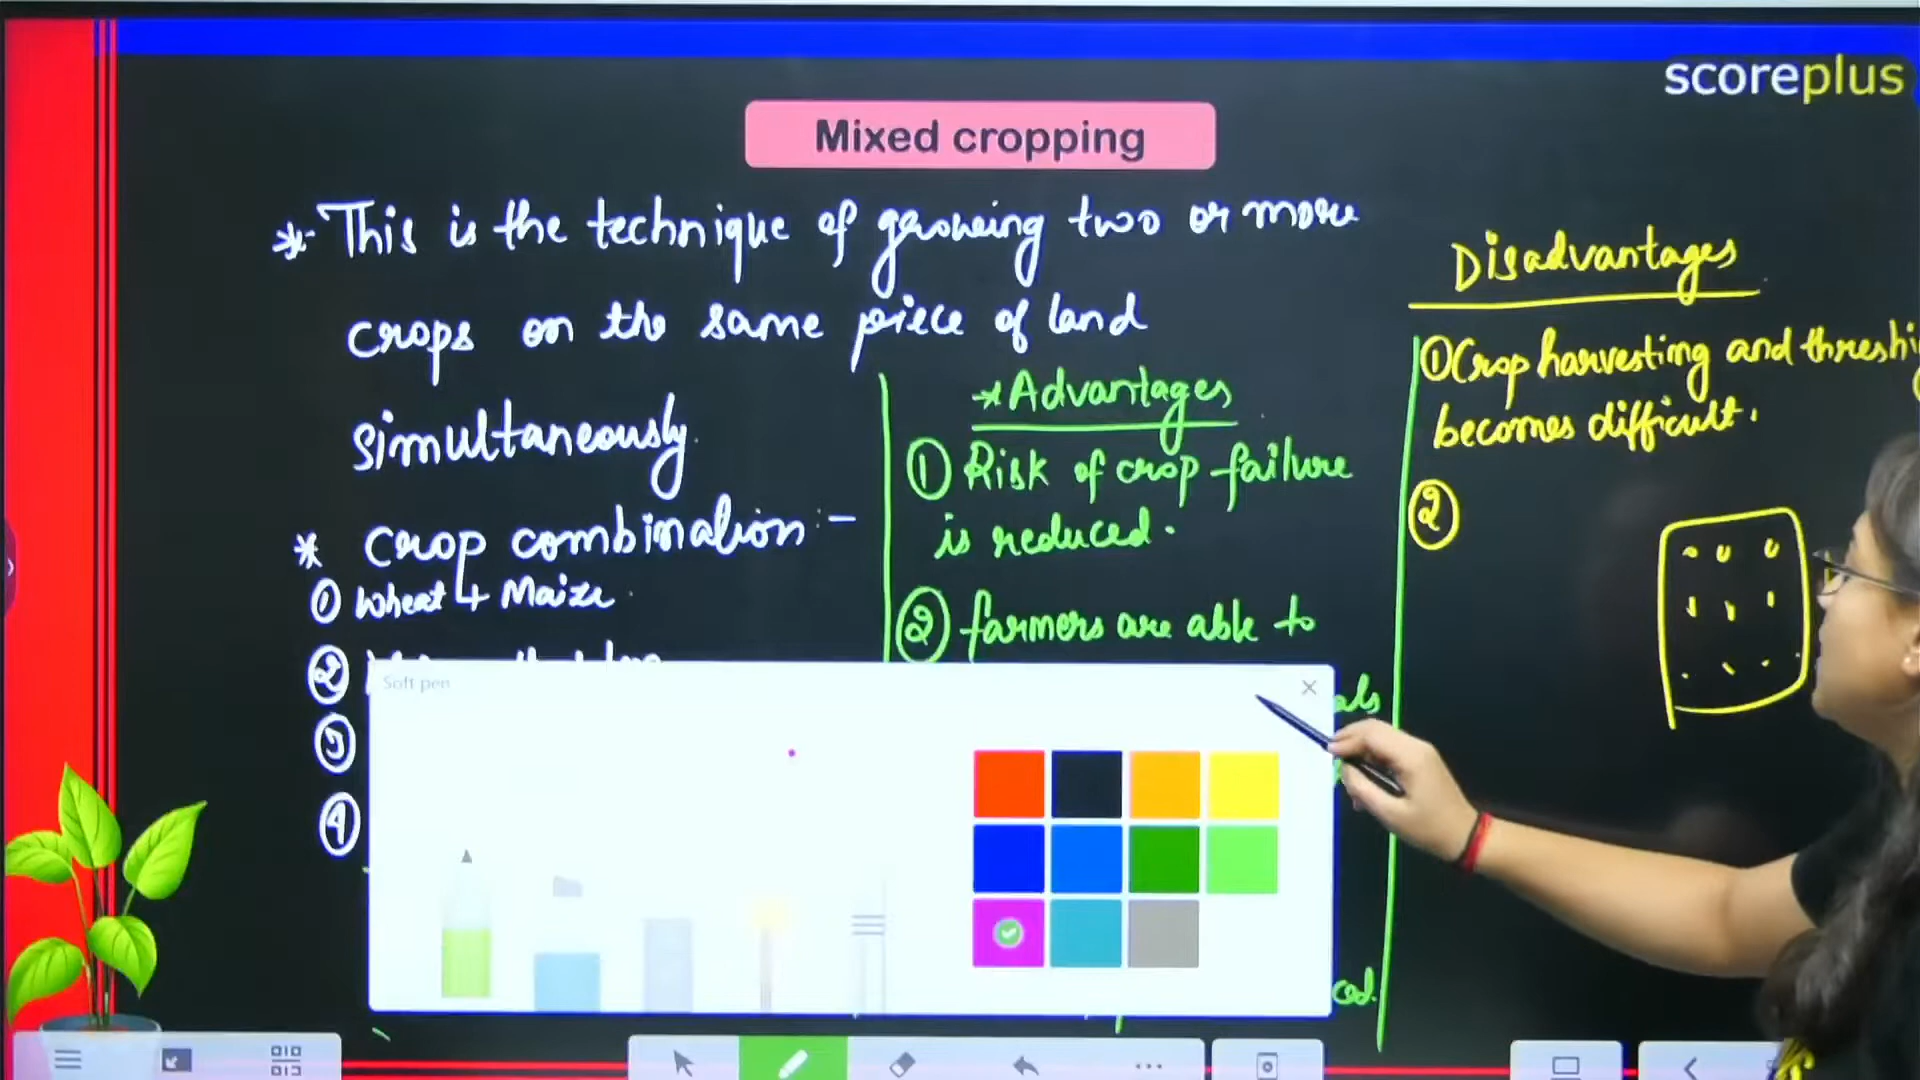 scoreplus
Mixed cropping
* This is the technique of growing two or more
crops on the same piece of land
simultaneously.
* Crop combination :-
① Wheat + Maize
②
③
④
* Advantages
① Risk of crop failure
is reduced.
② farmers are able to
Disadvantages
① Crop harvesting and threshi
becomes difficult.
②
Soft pen